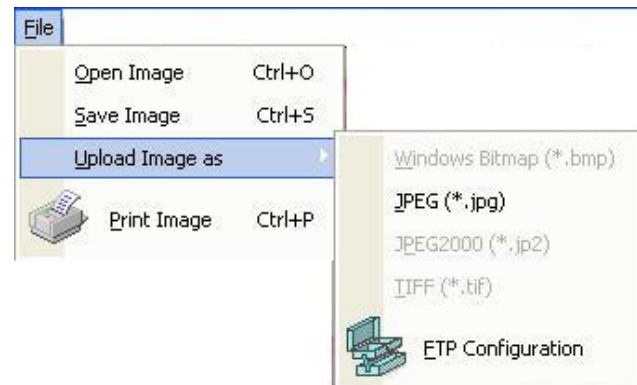 File
Open Image Ctrl+O
Save Image Ctrl+S
Upload Image as
Print Image Ctrl+P
Windows Bitmap (*.bmp)
JPEG (*.jpg)
JPEG2000 (*.jp2)
TIFF (*.tif)
FTP Configuration